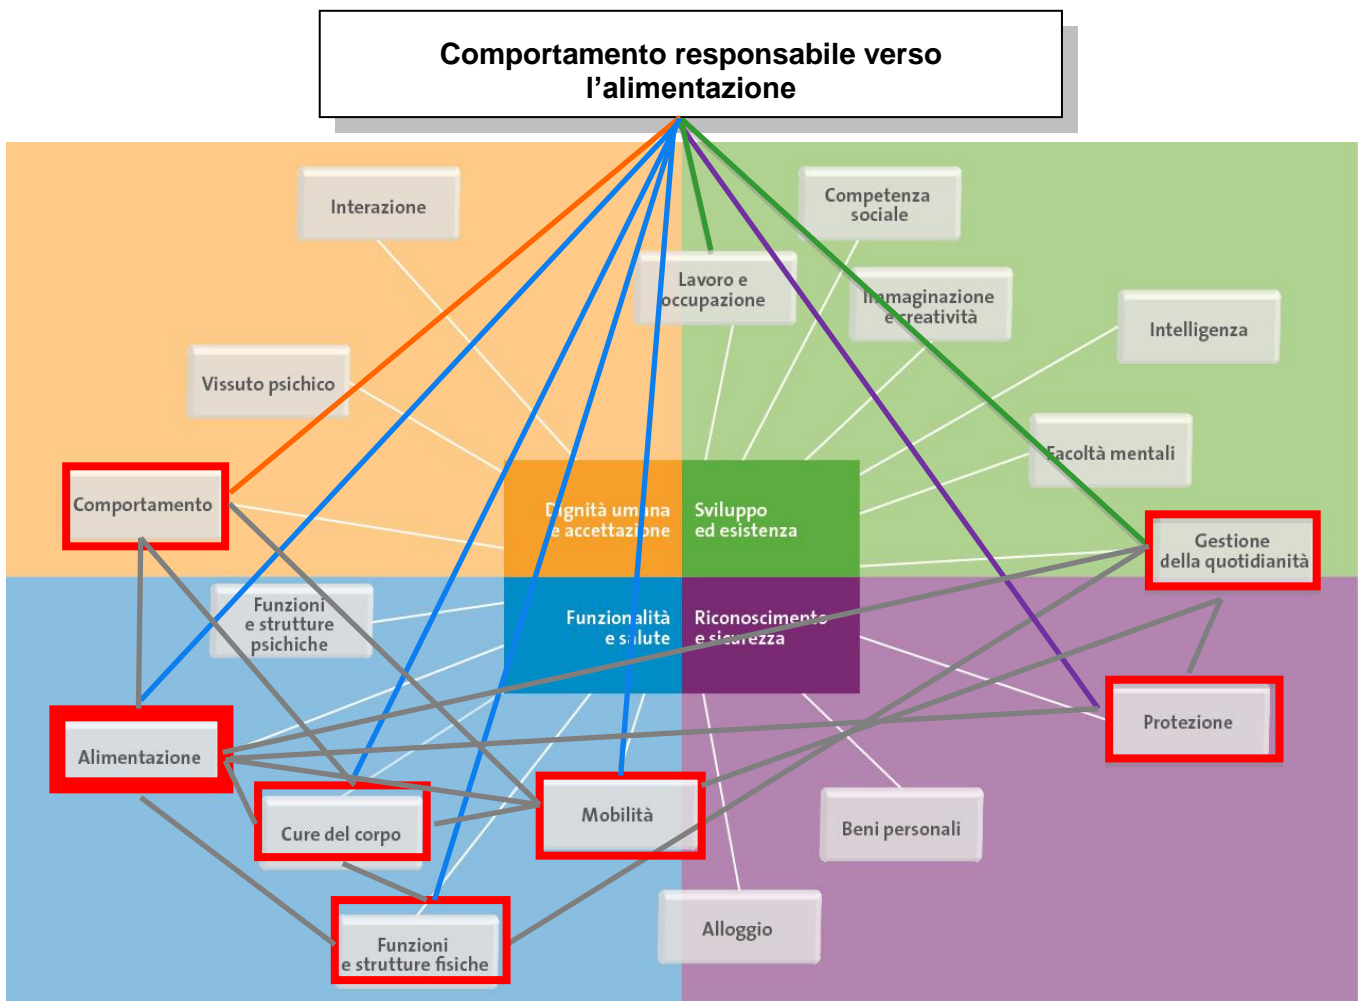 Comportamento responsabile verso
l’alimentazione
Interazione
Competenza
sociale
Lavoro e
occupazione
Immaginazione
e creatività
Intelligenza
Vissuto psichico
Facoltà mentali
Comportamento
Dignità umana
e accettazione
Sviluppo
ed esistenza
Gestione
della quotidianità
Funzioni
e strutture
psichiche
Funzionalità
e salute
Riconoscimento
e sicurezza
Protezione
Alimentazione
Cure del corpo
Mobilità
Beni personali
Alloggio
Funzioni
e strutture fisiche